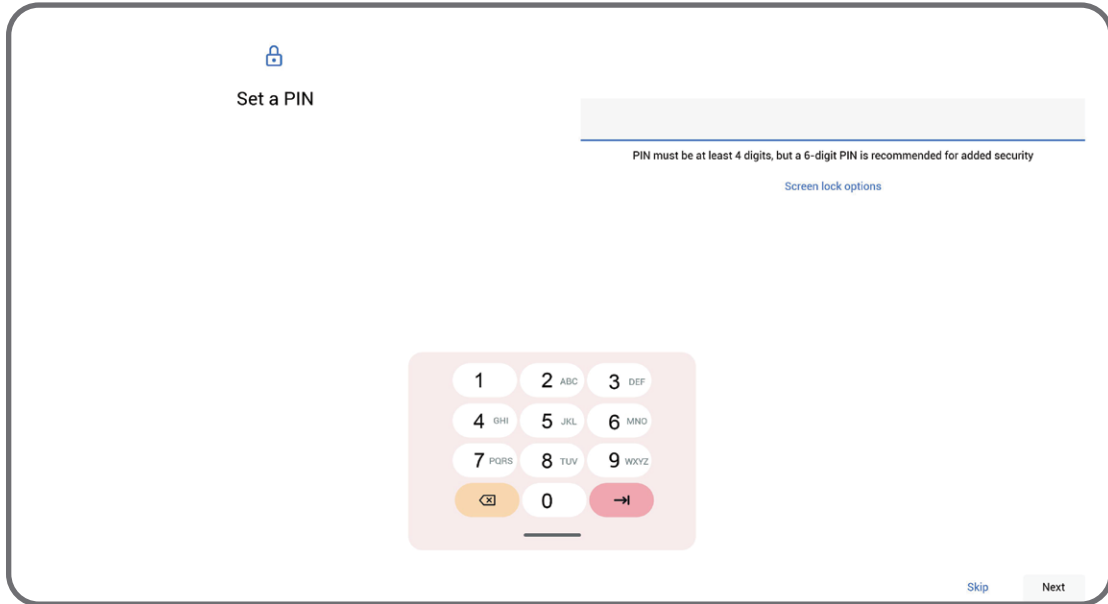 Set a PIN
PIN must be at least 4 digits, but a 6-digit PIN is recommended for added security
Screen lock options
1 2 ABC 3 DEF
4 GHI 5 JKL 6 MNO
7 PQRS 8 TUV 9 WXYZ
0
Skip Next